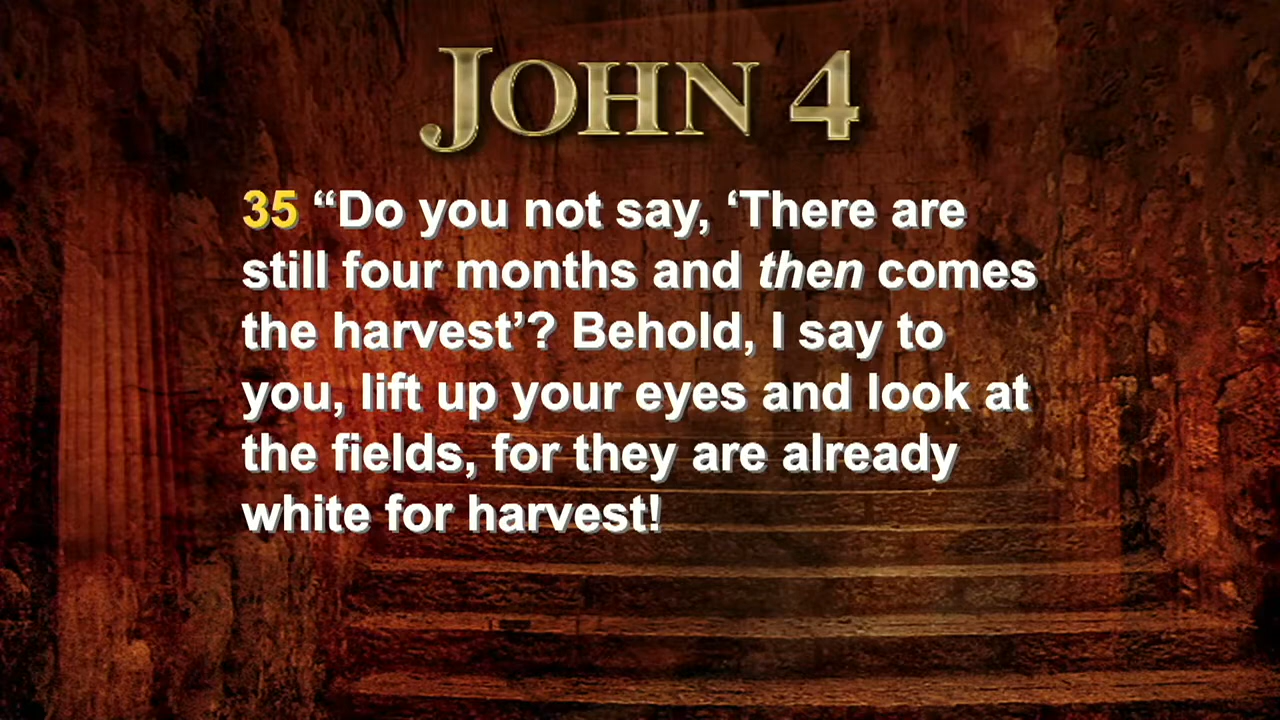 JOHN 4
35 “Do you not say, ‘There are
still four months and then comes
the harvest’? Behold, I say to
you, lift up your eyes and look at
the fields, for they are already
white for harvest!